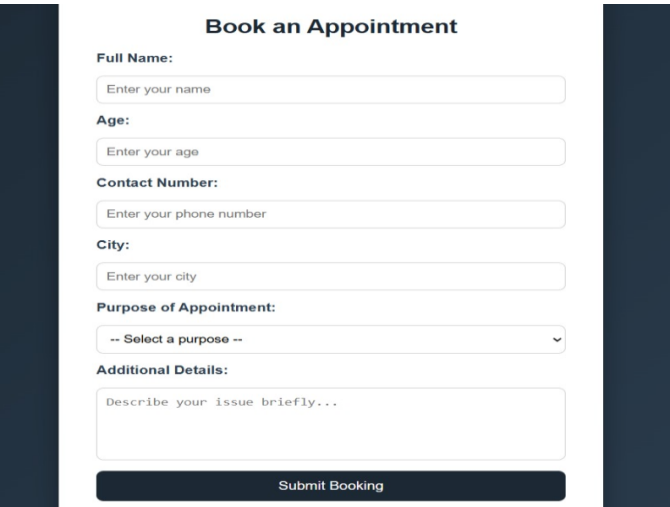 Book an Appointment
Full Name:
Enter your name
Age:
Enter your age
Contact Number:
Enter your phone number
City:
Enter your city
Purpose of Appointment:
-- Select a purpose --
Additional Details:
Describe your issue briefly...
Submit Booking